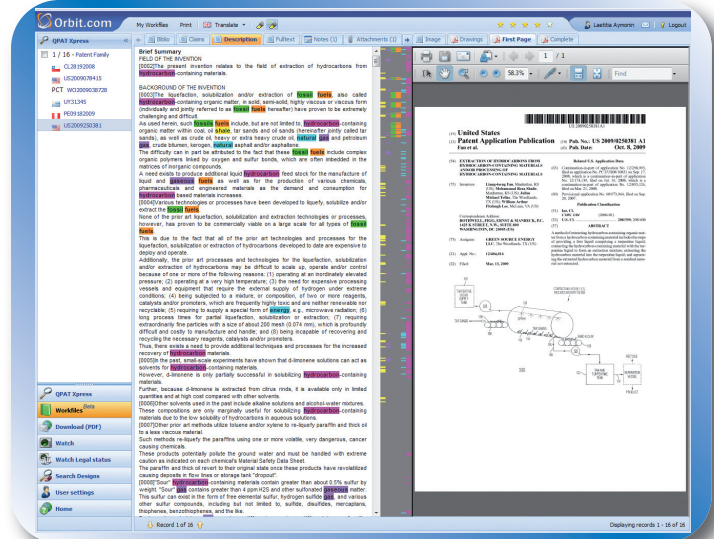 Orbit.com
My Workfiles Print Translate
Laetitia Aymonin Logout
QPAT Xpress
Biblio Claims Description Fulltext Notes (1) Attachments (1) Image Drawings First Page Complete
1 / 16 - Patent Family
CL28192008
US2009078415
PCT WO2009038728
UY31345
PE09182009
US2009250381
QPAT Xpress
Workfiles Beta
Download (PDF)
Watch
Watch Legal status
Search Designs
User settings
Home
Brief Summary
FIELD OF THE INVENTION
[0002]The present invention relates to the field of extraction of hydrocarbons from
hydrocarbon-containing materials.
BACKGROUND OF THE INVENTION
[0003]The liquefaction, solubilization and/or extraction of fossil fuels, also called
hydrocarbon-containing organic matter, in solid, semi-solid, highly viscous or viscous form
(individually and jointly referred to as fossil fuels hereinafter) have proven to be extremely
challenging and difficult.
As used herein, such fossil fuels include, but are not limited to, hydrocarbon-containing
organic matter within coal, oil shale, tar sands and oil sands (hereinafter jointly called tar
sands), as well as crude oil, heavy or extra heavy crude oil, natural gas and petroleum
gas, crude bitumen, kerogen, natural asphalt and/or asphaltene.
The difficulty can in part be attributed to the fact that these fossil fuels include complex
organic polymers linked by oxygen and sulfur bonds, which are often imbedded in the
matrices of inorganic compounds.
A need exists to produce additional liquid hydrocarbon feed stock for the manufacture of
liquid and gaseous fuels as well as for the production of various chemicals,
pharmaceuticals and engineered materials as the demand and consumption for
hydrocarbon based materials increases.
[0004]Various technologies or processes have been developed to liquefy, solubilize and/or
extract the fossil fuels.
None of the prior art liquefaction, solubilization and extraction technologies or processes,
however, has proven to be commercially viable on a large scale for all types of fossil
fuels.
This is due to the fact that all of the prior art technologies and processes for the
liquefaction, solubilization or extraction of hydrocarbons developed to date are expensive to
deploy and operate.
Additionally, the prior art processes and technologies for the liquefaction, solubilization
and/or extraction of hydrocarbons may be difficult to scale up, operate and/or control
because of one or more of the following reasons: (1) operating at an inordinately elevated
pressure; (2) operating at a very high temperature; (3) the need for expensive processing
vessels and equipment that require the external supply of hydrogen under extreme
conditions; (4) being subjected to a mixture, or composition, of two or more reagents,
catalysts and/or promoters, which are frequently highly toxic and are neither renewable nor
recyclable; (5) requiring to supply a special form of energy, e.g., microwave radiation; (6)
long process times for partial liquefaction, solubilization or extraction; (7) requiring
extraordinarily fine particles with a size of about 200 mesh (0.074 mm), which is profoundly
difficult and costly to manufacture and handle; and (8) being incapable of recovering and
recycling the necessary reagents, catalysts and/or promoters.
Thus, there exists a need to provide additional techniques and processes for the increased
recovery of hydrocarbon materials.
[0005]In the past, small-scale experiments have shown that d-limonene solutions can act as
solvents for hydrocarbon-containing materials.
However, d-limonene is only partially successful in solubilizing hydrocarbon-containing
materials.
Further, because d-limonene is extracted from citrus rinds, it is available only in limited
quantities and at high cost compared with other solvents.
[0006]Other solvents used in the past include alkaline solutions and alcohol-water mixtures.
These compositions are only marginally useful for solubilizing hydrocarbon-containing
materials due to the low solubility of hydrocarbons in aqueous solutions.
[0007]Other prior art methods utilize toluene and/or xylene to re-liquefy paraffin and thick oil
to a less viscous material.
Such methods re-liquefy the paraffins using one or more volatile, very dangerous, cancer
causing chemicals.
These products potentially pollute the ground water and must be handled with extreme
caution as indicated on each chemical's Material Safety Data Sheet.
The paraffin and thick oil revert to their original state once these products have revolatilized
causing deposits in flow lines or storage tank "dropout".
[0008]"Sour" hydrocarbon-containing materials contain greater than about 0.5% sulfur by
weight. "Sour" gas contains greater than 4 ppm H2S and other sulfonated gaseous matter.
This sulfur can exist in the form of free elemental sulfur, hydrogen sulfide gas, and various
other sulfur compounds, including but not limited to, sulfide, disulfides, mercaptans,
thiophenes, benzothiophenes, and the like.
1 / 1
58.3% Find
US 20090250381A1
United States
Patent Application Publication
Fan et al.
Pub. No.: US 2009/0250381 A1
Pub. Date: Oct. 8, 2009
EXTRACTION OF HYDROCARBONS FROM
HYDROCARBON-CONTAINING MATERIALS
AND/OR PROCESSING OF
HYDROCARBON-CONTAINING MATERIALS
Related U.S. Application Data
Publication Classification
ABSTRACT
Record 1 of 16
Displaying records 1 - 16 of 16